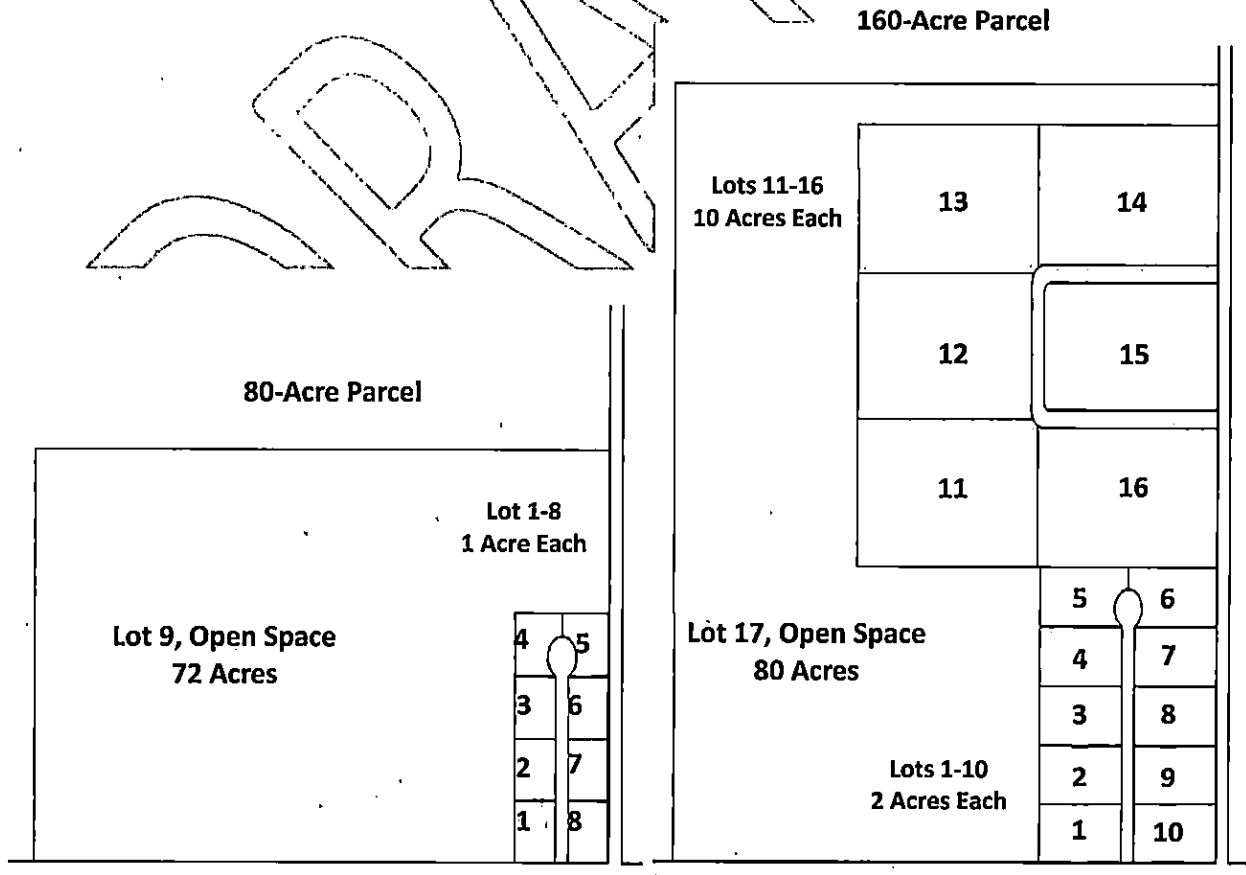 160-Acre Parcel
Lots 11-16
10 Acres Each
13
14
12
15
11
16
5
6
Lot 17, Open Space
80 Acres
4
7
3
8
Lots 1-10
2 Acres Each
2
9
1
10
80-Acre Parcel
Lot 1-8
1 Acre Each
Lot 9, Open Space
72 Acres
4
5
3
6
2
7
1
8